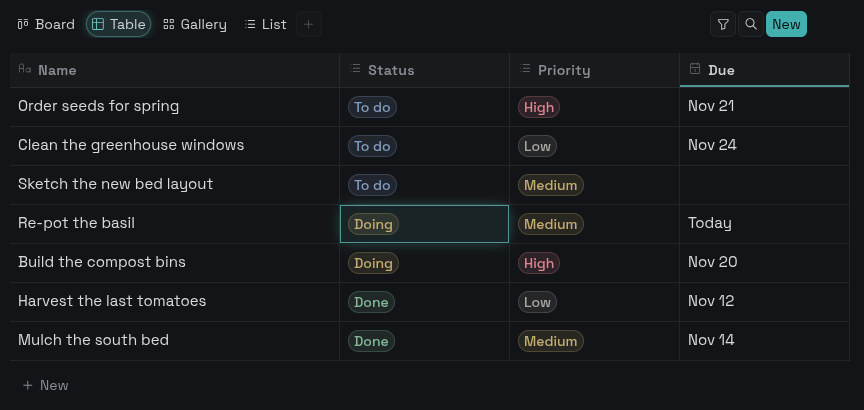 Board Table Gallery List + New
Aa Name Status Priority Due
Order seeds for spring To do High Nov 21
Clean the greenhouse windows To do Low Nov 24
Sketch the new bed layout To do Medium
Re-pot the basil Doing Medium Today
Build the compost bins Doing High Nov 20
Harvest the last tomatoes Done Low Nov 12
Mulch the south bed Done Medium Nov 14
+ New